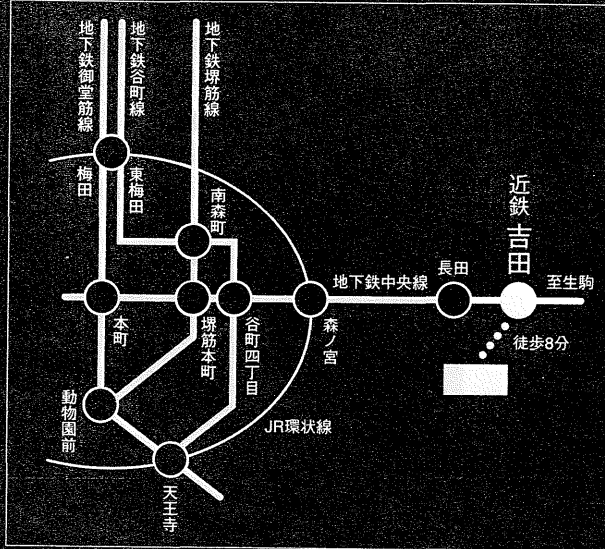 地下鉄御堂筋線
地下鉄谷町線
地下鉄堺筋線
梅田
東梅田
南森町
近鉄 吉田
長田
至生駒
地下鉄中央線
本町
堺筋本町
谷町四丁目
森ノ宮
徒歩8分
動物園前
JR環状線
天王寺